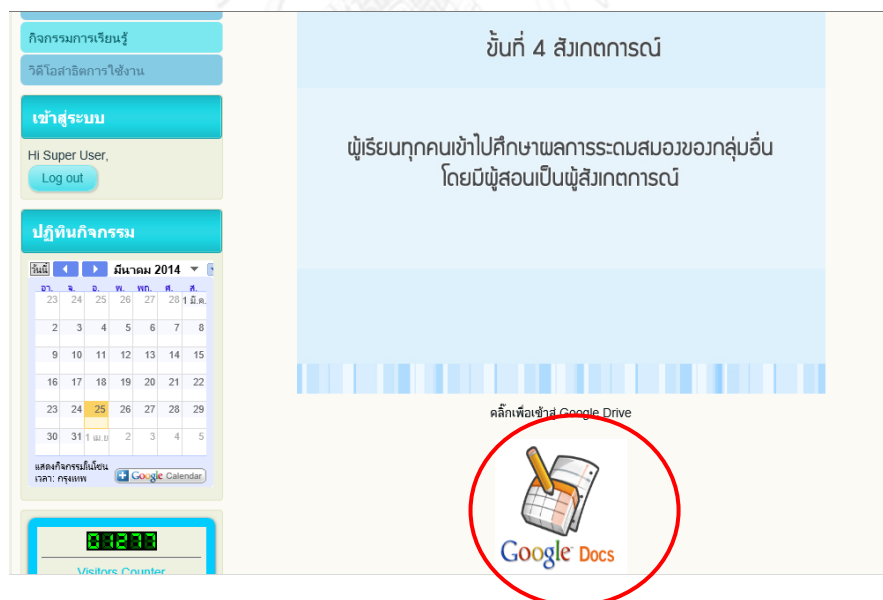 กิจกรรมการเรียนรู้
วิดีโอสาธิตการใช้งาน
เข้าสู่ระบบ
Hi Super User,
Log out
ปฏิทินกิจกรรม
วันนี้ มีนาคม 2014
อา. จ. อ. พ. พฤ. ศ. ส.
23 24 25 26 27 28 1 มี.ค.
2 3 4 5 6 7 8
9 10 11 12 13 14 15
16 17 18 19 20 21 22
23 24 25 26 27 28 29
30 31 1 เม.ย 2 3 4 5
แสดงกิจกรรมในโซน
เวลา: กรุงเทพ
Google Calendar
01277
Visitors Counter
ขั้นที่ 4 สังเกตการณ์
ผู้เรียนทุกคนเข้าไปศึกษาผลการระดมสมองของกลุ่มอื่น
โดยมีผู้สอนเป็นผู้สังเกตการณ์
คลิ๊กเพื่อเข้าสู่ Google Drive
Google Docs